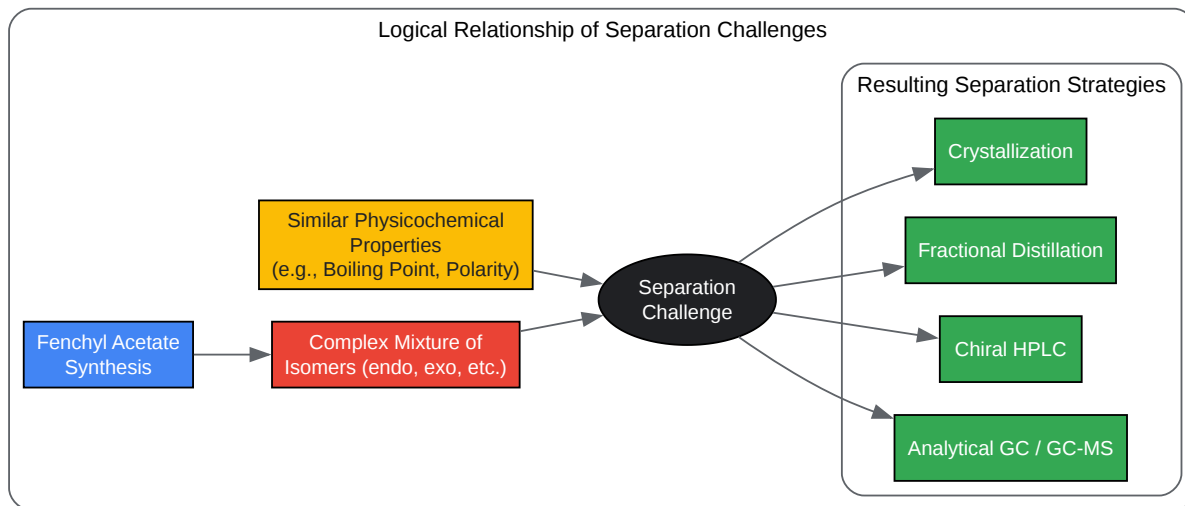 Logical Relationship of Separation Challenges
Resulting Separation Strategies
Crystallization
Similar Physicochemical
Properties
(e.g., Boiling Point, Polarity)
Fractional Distillation
Separation
Challenge
Fenchyl Acetate
Synthesis
Complex Mixture of
Isomers (endo, exo, etc.)
Chiral HPLC
Analytical GC / GC-MS